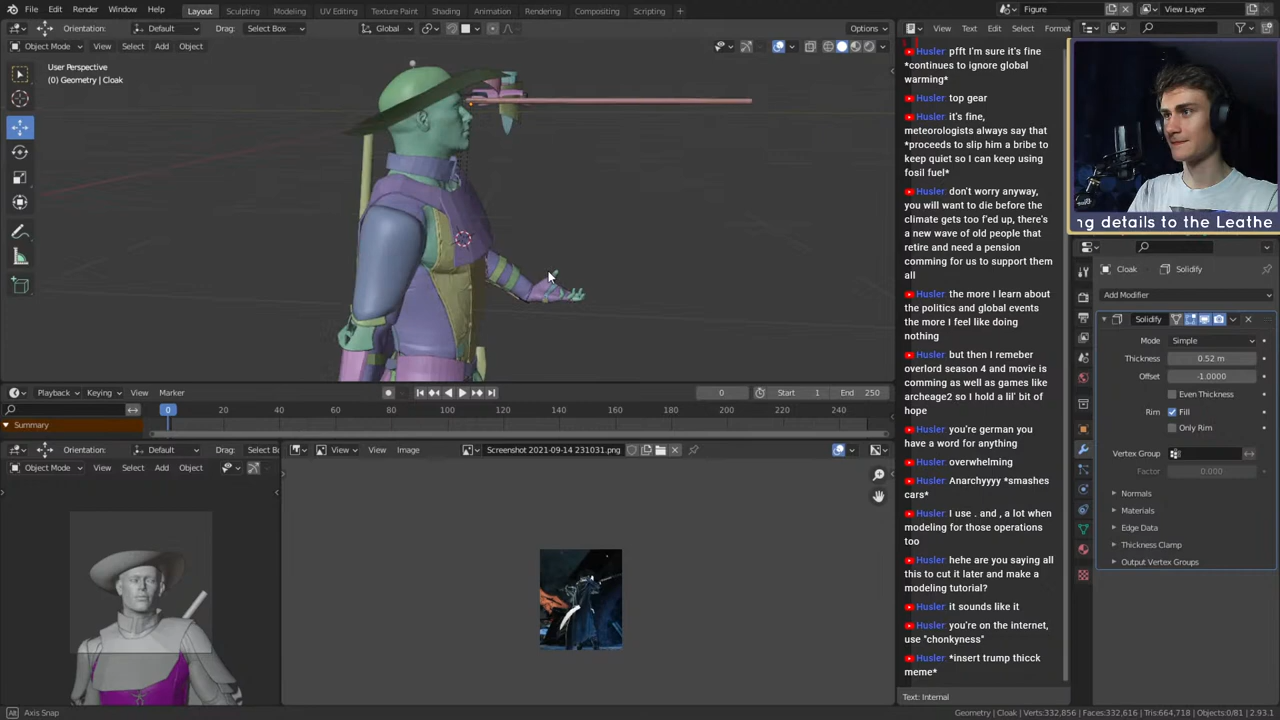 File Edit Render Window Help Layout Sculpting Modeling UV Editing Texture Paint Shading Animation Rendering Compositing Scripting + Figure View Layer
Orientation: Default Drag: Select Box Global Options Text View Edit Select Format
Object Mode View Select Add Object
User Perspective
(0) Geometry | Cloak
Husler pfft I'm sure it's fine
*continues to ignore global
warming*
Husler top gear
Husler it's fine,
meteorologists always say that
*proceeds to slip him a bribe to
keep quiet so I can keep using
fosil fuel*
Husler don't worry anyway,
you will want to die before the
climate gets too f'ed up, there's
a new wave of old people that
retire and need a pension
comming for us to support them
all
Husler the more I learn about
the politics and global events
the more I feel like doing
nothing
Husler but then I remeber
overlord season 4 and movie is
comming as well as games like
archeage2 so I hold a lil' bit of
hope
Husler you're german you
have a word for anything
Husler overwhelming
Husler Anarchyyyy *smashes
cars*
Husler I use . and , a lot when
modeling for those operations
too
Husler hehe are you saying all
this to cut it later and make a
modeling tutorial?
Husler it sounds like it
Husler you're on the internet,
use "chonkyness"
Husler *insert trump thicck
meme*
Text: Internal
ng details to the Leathe
Cloak Solidify
Add Modifier
Solidify
Mode Simple
Thickness 0.52 m
Offset -1.0000
Even Thickness
Rim Fill
Only Rim
Vertex Group
Factor 0.000
Normals
Materials
Edge Data
Thickness Clamp
Output Vertex Groups
Playback Keying View Marker 0 Start 1 End 250
0 20 40 60 80 100 120 140 160 180 200 220 240
Summary
Orientation: Default Drag: Select B View View Image Screenshot 2021-09-14 231031.png
Object Mode View Select Add Object
Axis Snap
Geometry | Cloak | Verts:332,856 | Faces:332,616 | Tris:664,718 | Objects:0/81 | 2.93.1